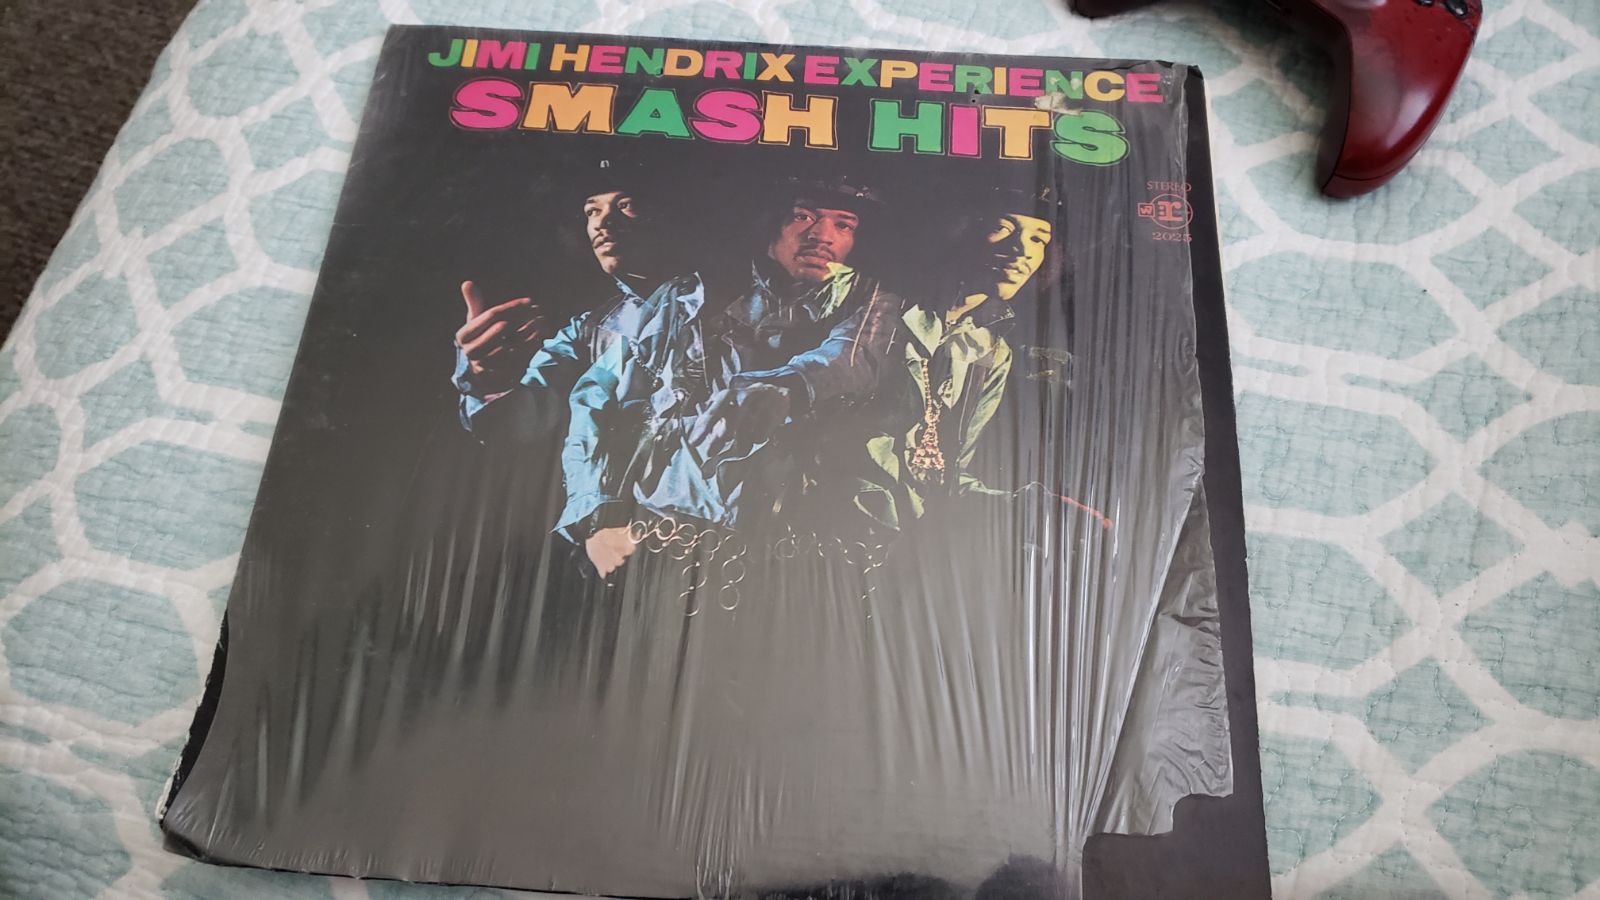 JIMI HENDRIX EXPERIENCE
SMASH HITS
STEREO
W r:
2025